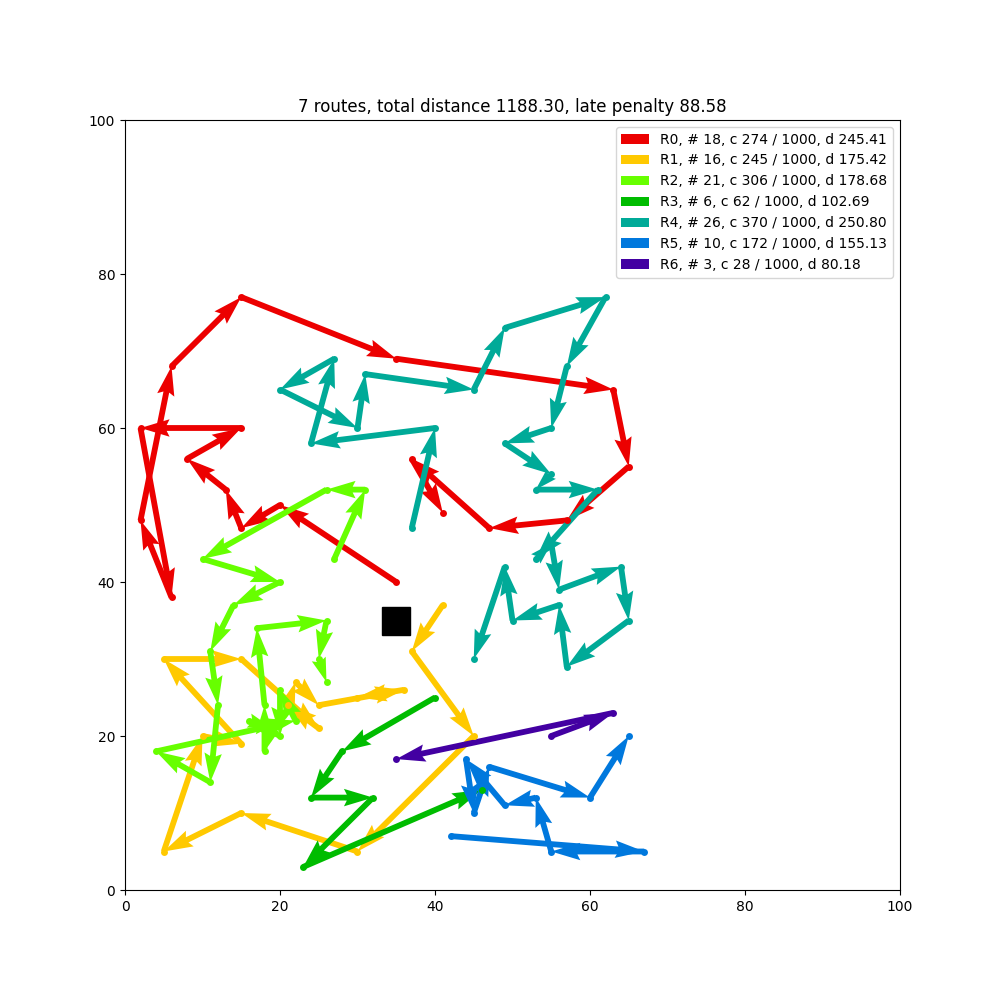 7 routes, total distance 1188.30, late penalty 88.58
100
80
60
40
20
0
0 20 40 60 80 100
R0, # 18, c 274 / 1000, d 245.41
R1, # 16, c 245 / 1000, d 175.42
R2, # 21, c 306 / 1000, d 178.68
R3, # 6, c 62 / 1000, d 102.69
R4, # 26, c 370 / 1000, d 250.80
R5, # 10, c 172 / 1000, d 155.13
R6, # 3, c 28 / 1000, d 80.18